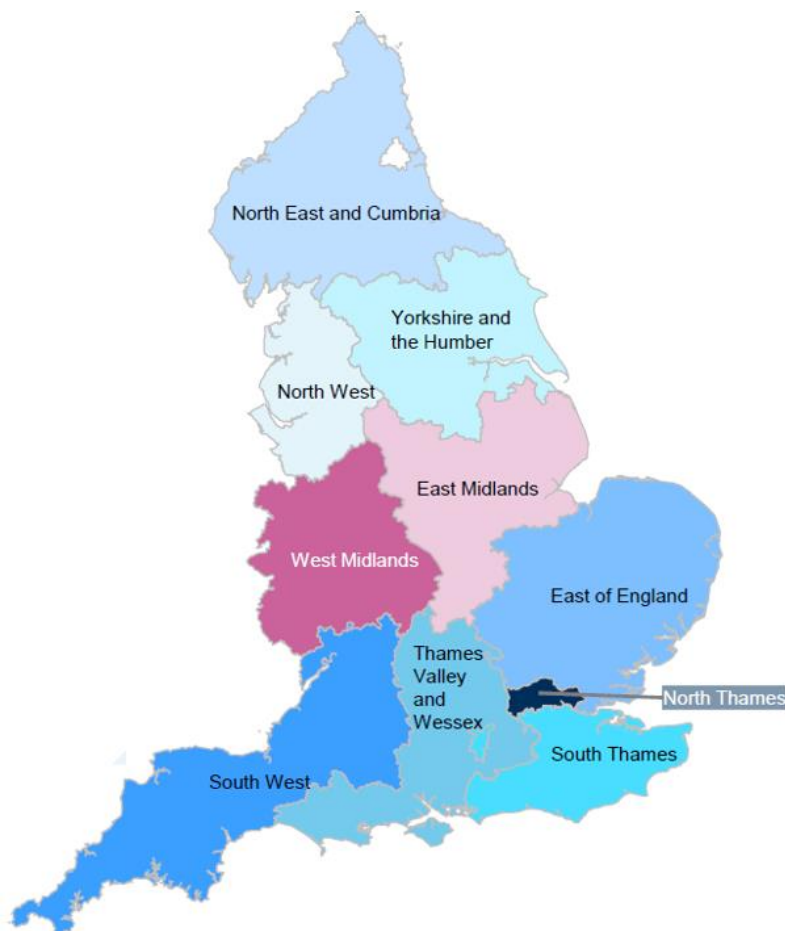 North East and Cumbria
Yorkshire and
the Humber
North West
East Midlands
West Midlands
East of England
Thames
Valley
and
Wessex
North Thames
South Thames
South West